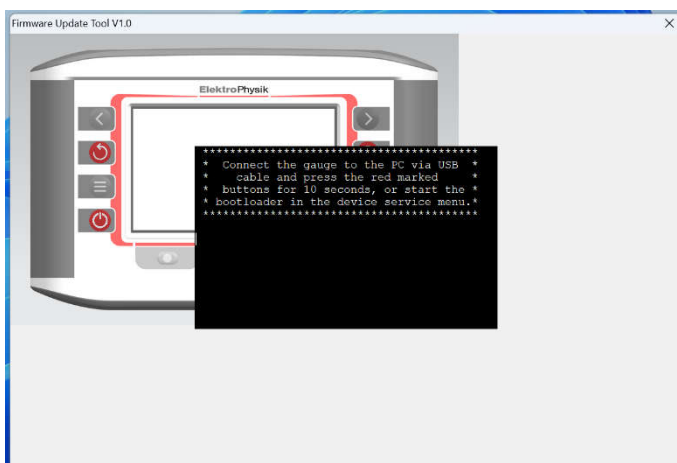 Firmware Update Tool V1.0
ElektroPhysik
*****************************************
* Connect the gauge to the PC via USB *
* cable and press the red marked *
* buttons for 10 seconds, or start the *
* bootloader in the device service menu.*
*****************************************